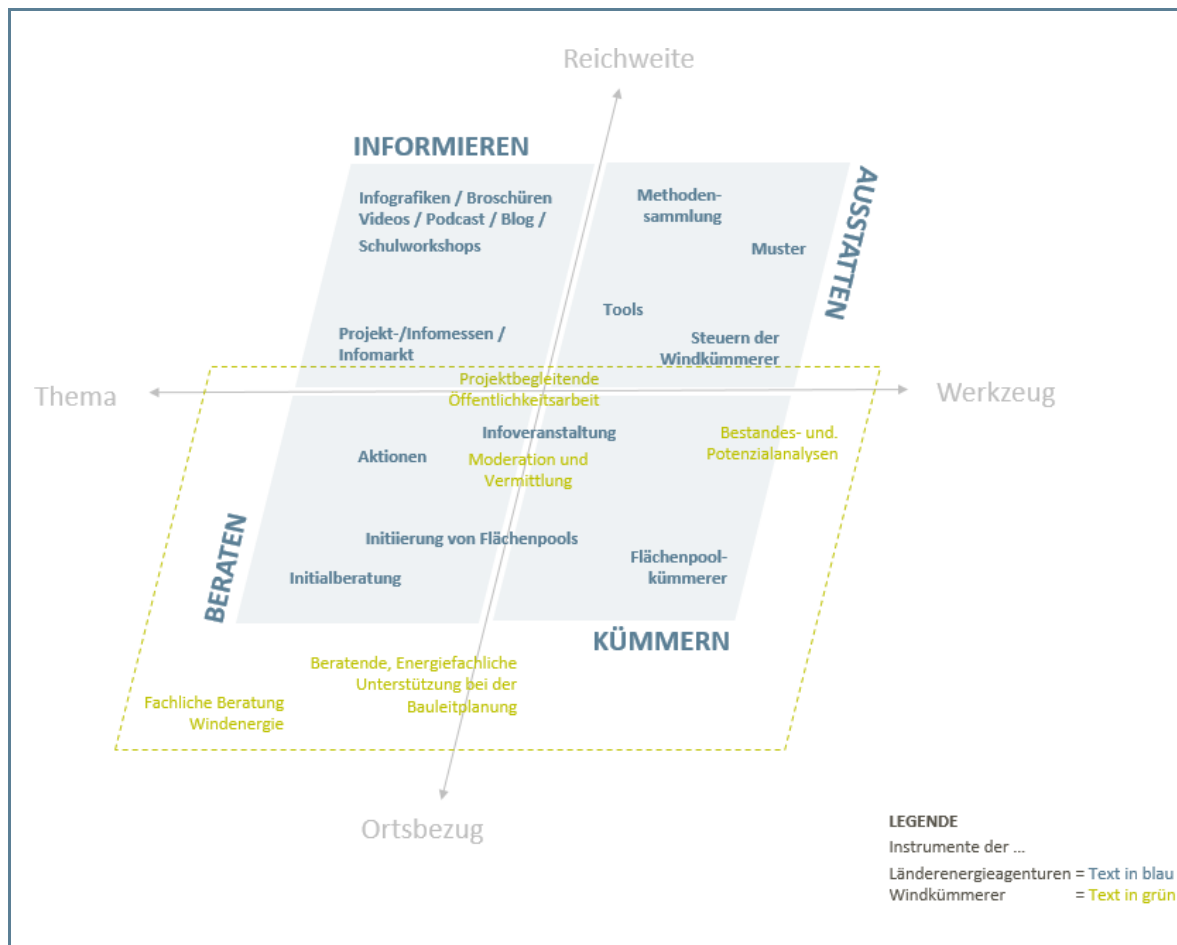 Reichweite
INFORMIEREN
AUSSTATTEN
Infografiken / Broschüren
Videos / Podcast / Blog /
Schulworkshops
Methoden-
sammlung
Muster
Tools
Projekt-/Infomessen /
Infomarkt
Steuern der
Windkümmerer
Thema
Werkzeug
Projektbegleitende
Öffentlichkeitsarbeit
Infoveranstaltung
Aktionen
Moderation und
Vermittlung
Bestandes- und.
Potenzialanalysen
BERATEN
Initiierung von Flächenpools
Initialberatung
Flächenpool-
kümmerer
KÜMMERN
Beratende, Energiefachliche
Unterstützung bei der
Bauleitplanung
Fachliche Beratung
Windenergie
Ortsbezug
LEGENDE
Instrumente der ...
Länderenergieagenturen = Text in blau
Windkümmerer = Text in grün